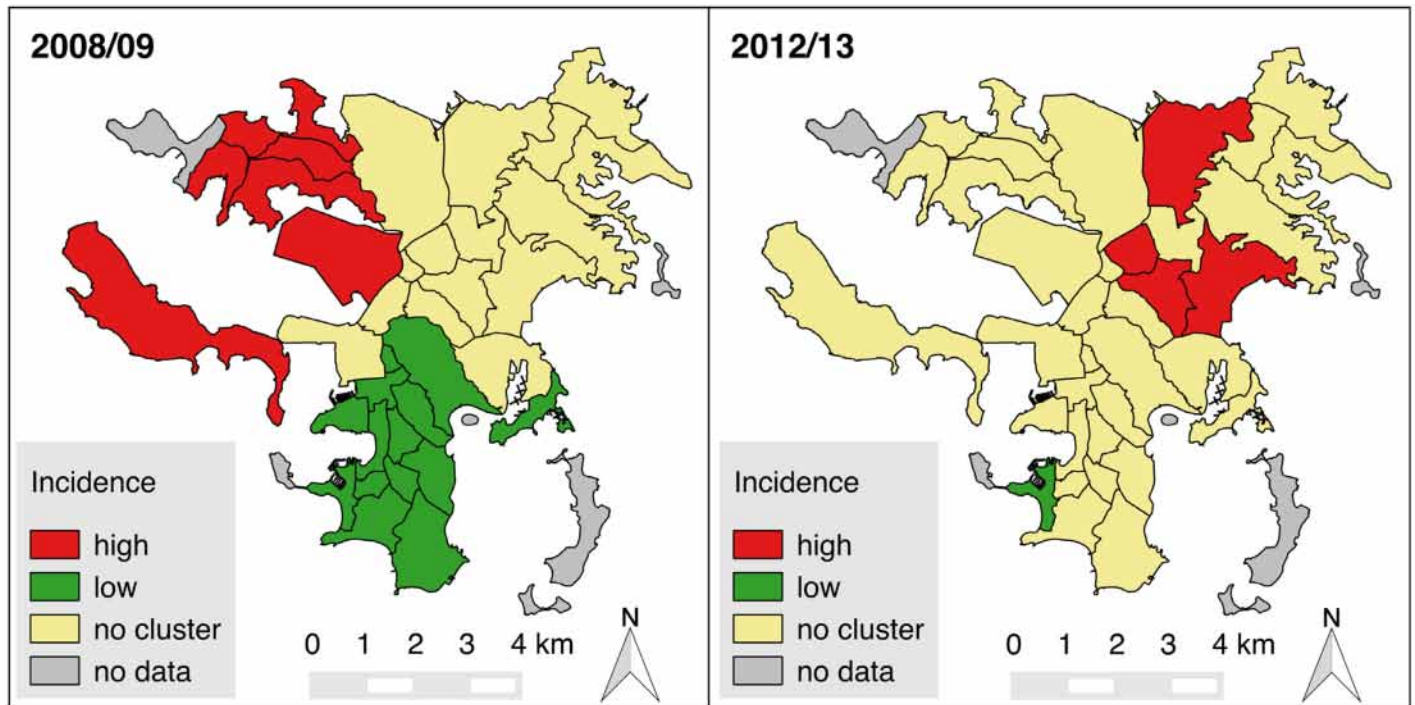 2008/09
Incidence
high
low
no cluster
no data
0 1 2 3 4 km
N
2012/13
Incidence
high
low
no cluster
no data
0 1 2 3 4 km
N